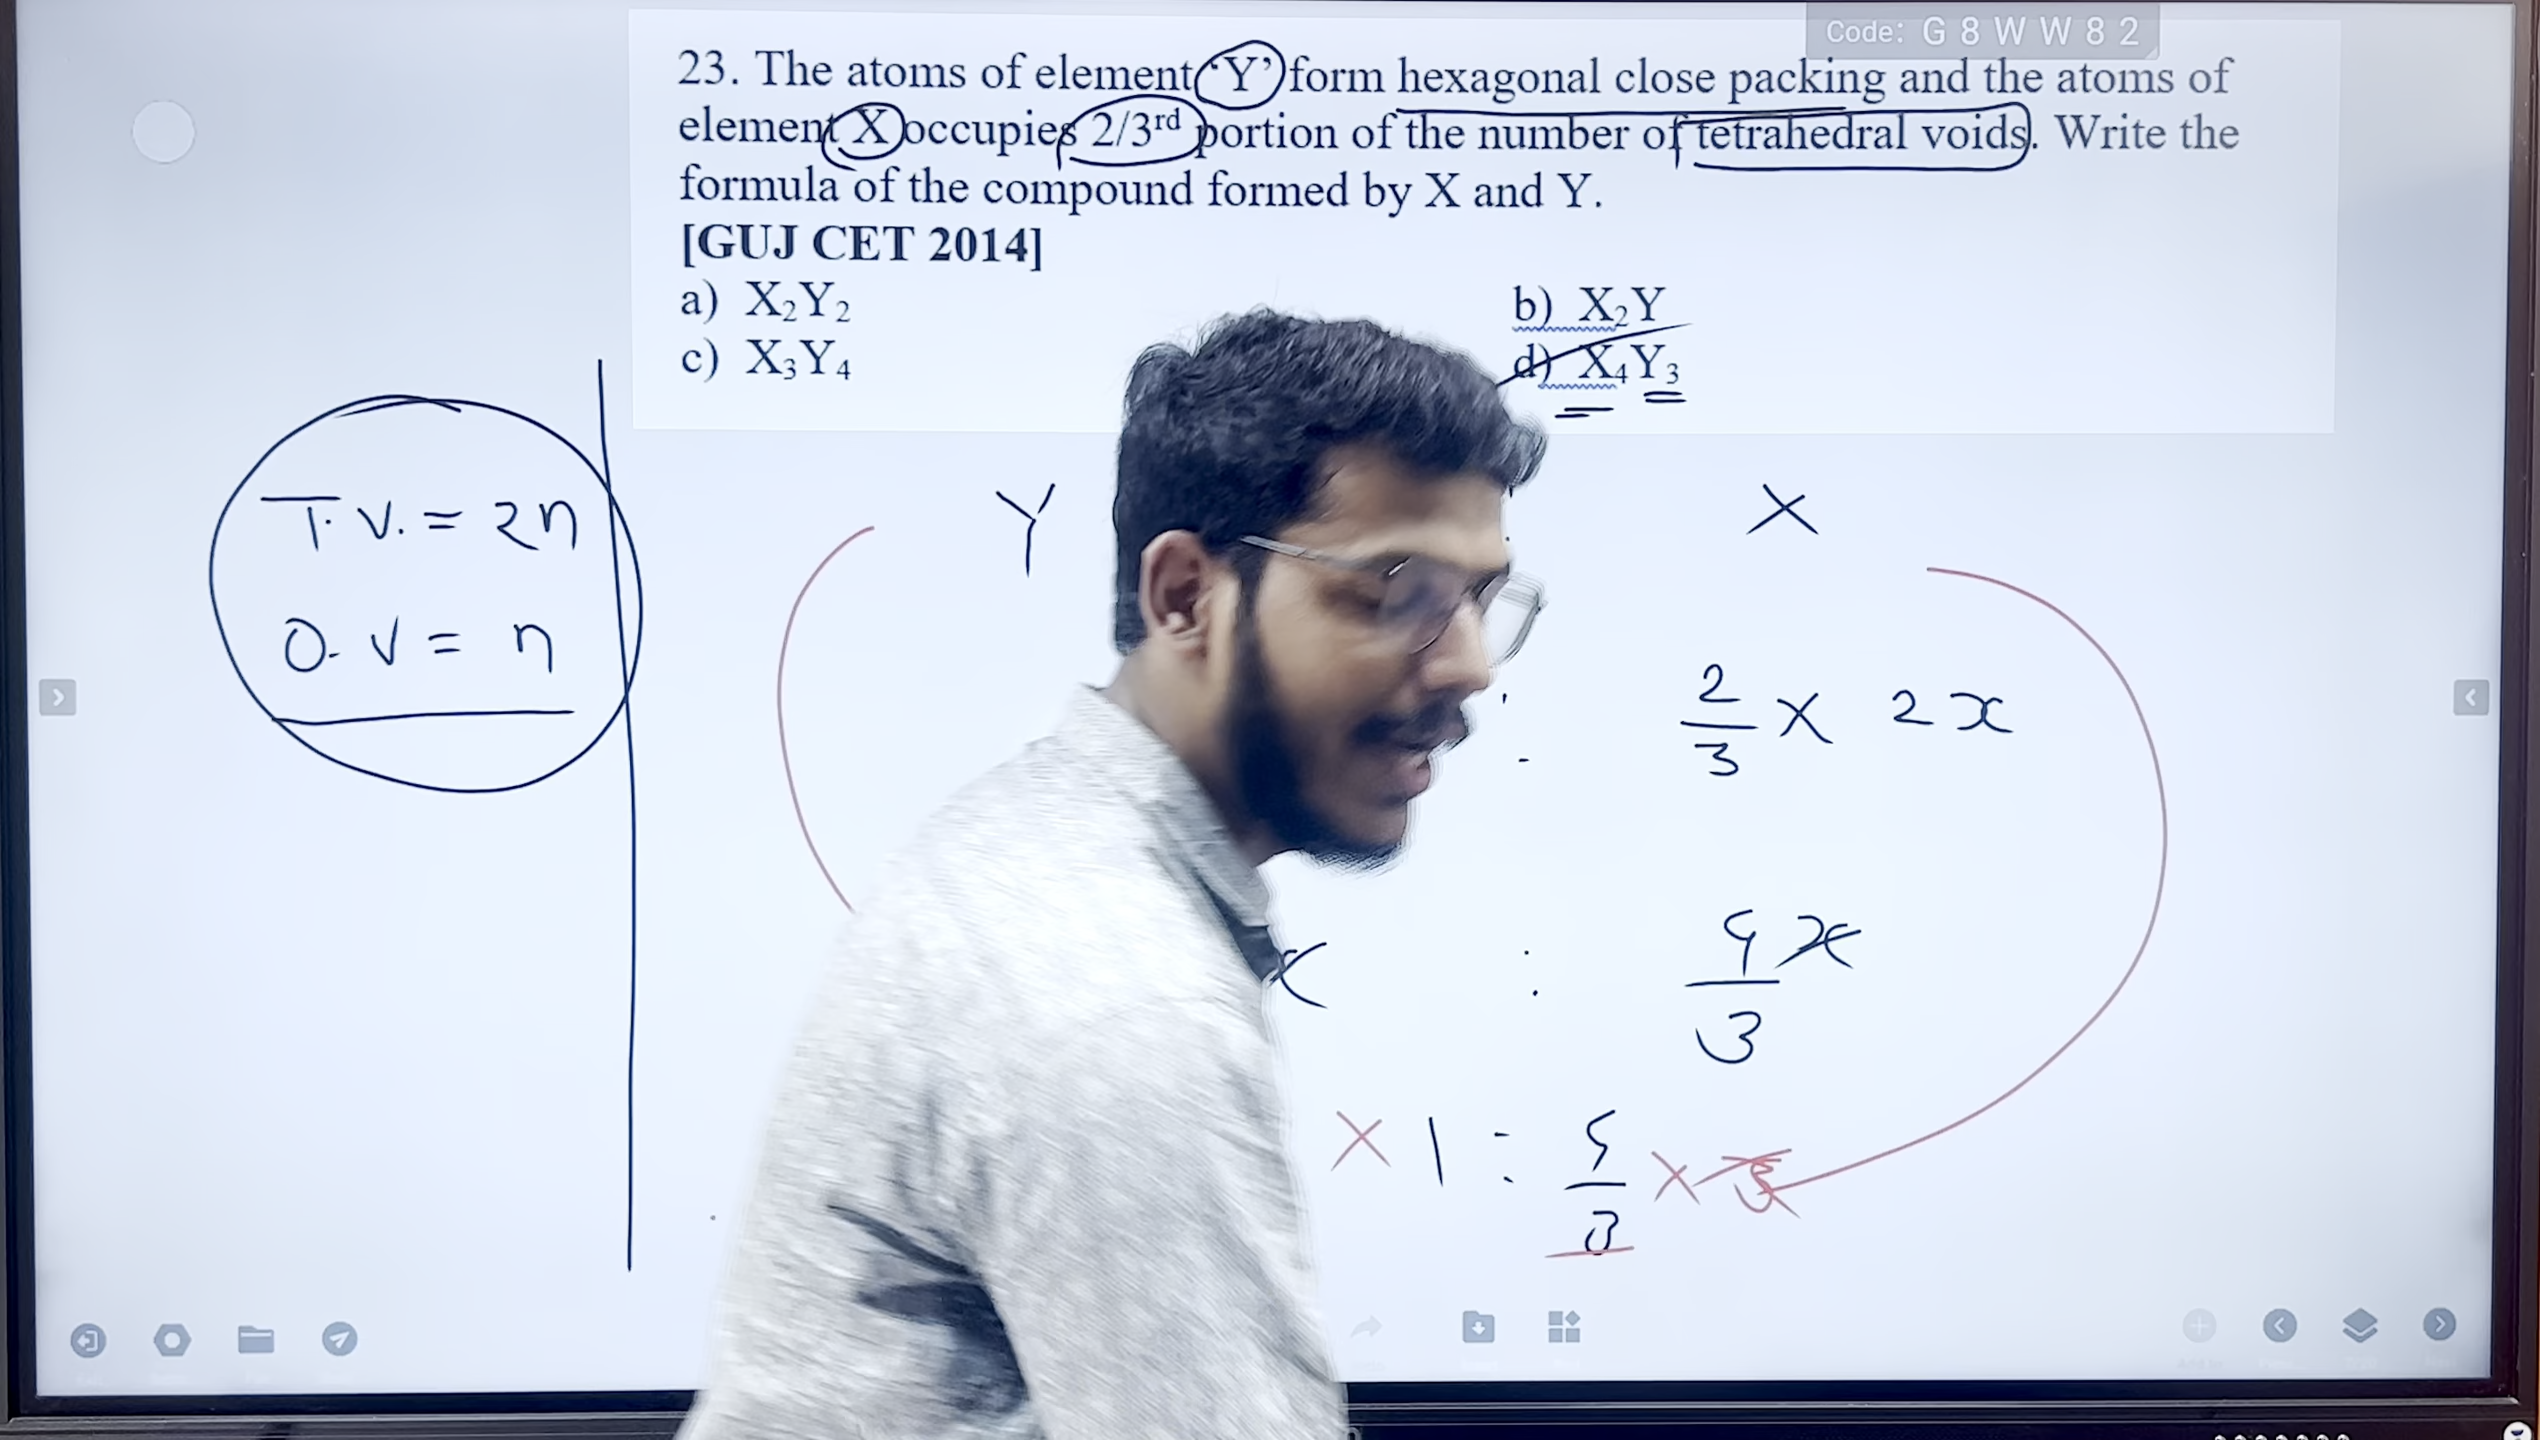 Code: G 8 W W 8 2
23. The atoms of element 'Y' form hexagonal close packing and the atoms of
element X occupies 2/3rd portion of the number of tetrahedral voids. Write the
formula of the compound formed by X and Y.
[GUJ CET 2014]
a) X₂Y₂
b) X₂Y
c) X₃Y₄
d) X₄Y₃
T.V. = 2n
O.V = n
Y
X
: 2/3 × 2x
x : 4x/3
× 1 : 4/3 × 3